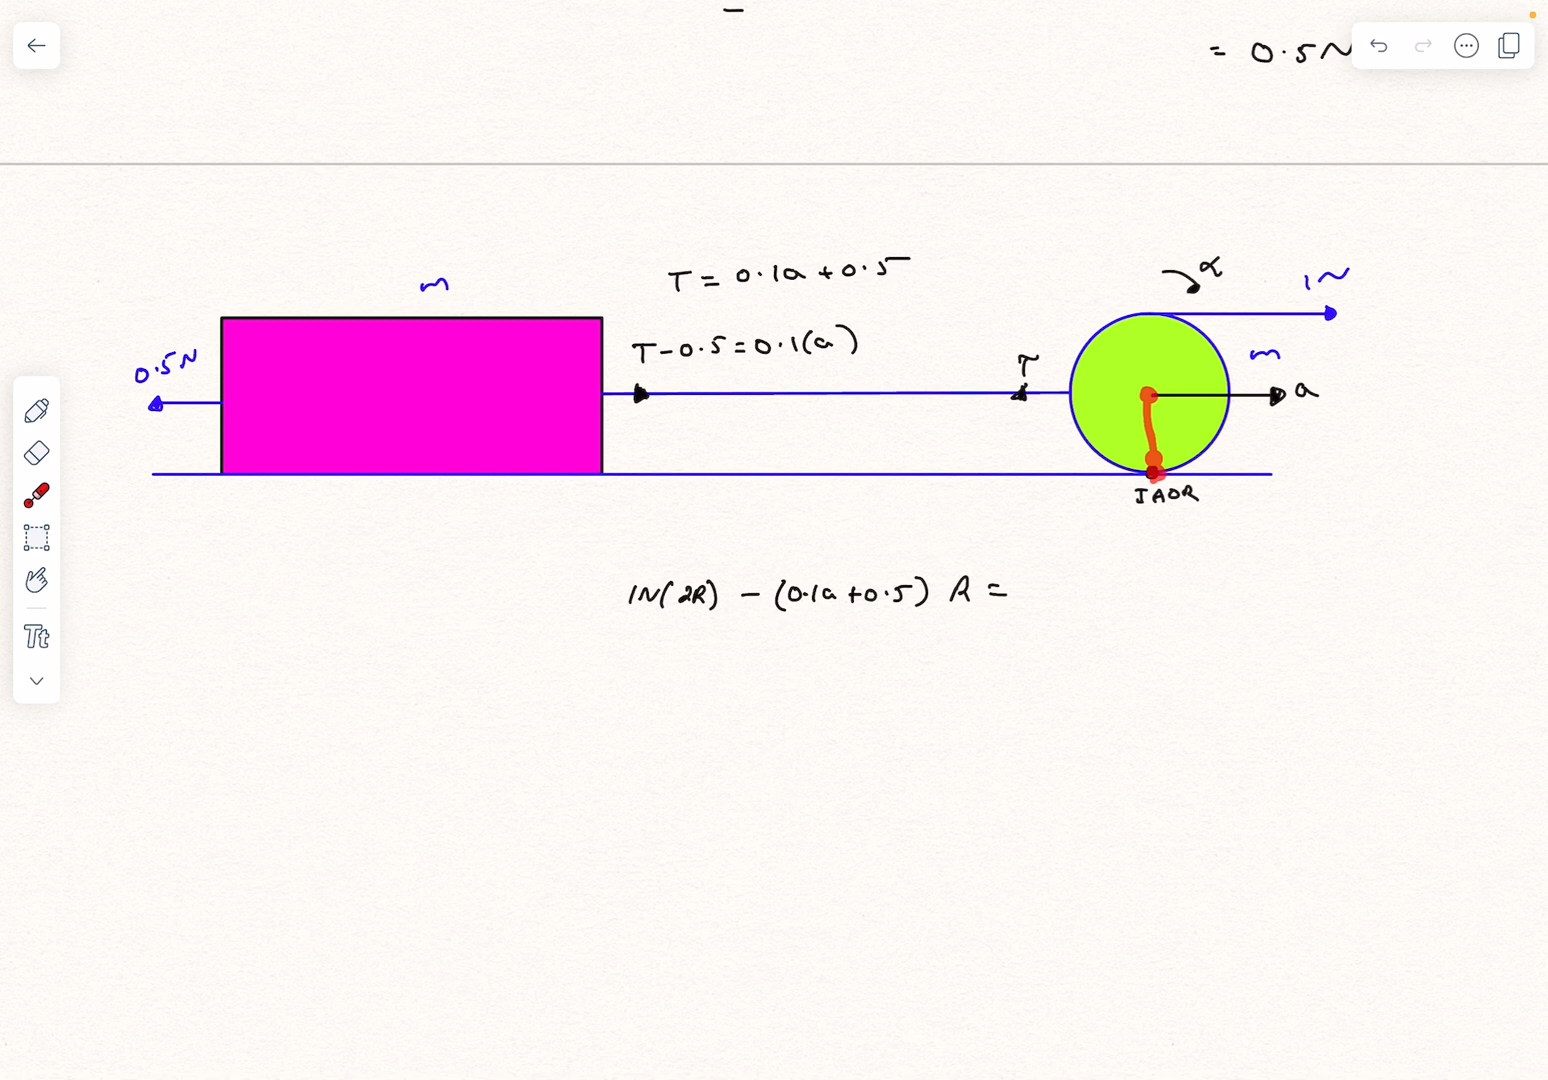 = 0.5N
α
T = 0.1a + 0.5
1N
m
T - 0.5 = 0.1(a)
0.5N
T
m
a
IAOR
1N(2R) - (0.1a + 0.5) R =
Tt